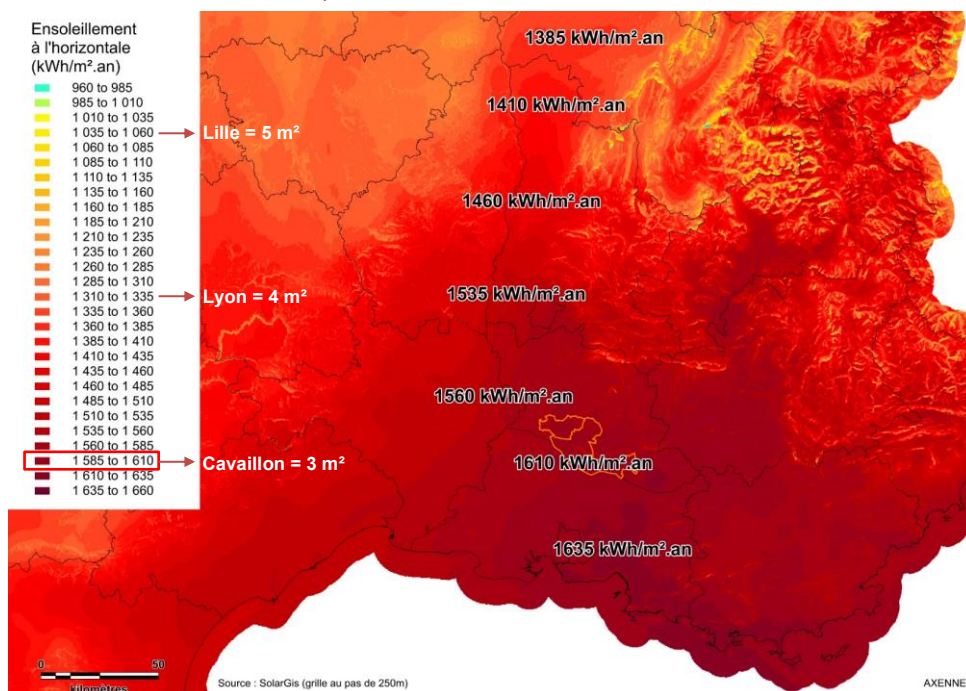 Ensoleillement
à l'horizontale
(kWh/m².an)
960 to 985
985 to 1 010
1 010 to 1 035
1 035 to 1 060
1 060 to 1 085
1 085 to 1 110
1 110 to 1 135
1 135 to 1 160
1 160 to 1 185
1 185 to 1 210
1 210 to 1 235
1 235 to 1 260
1 260 to 1 285
1 285 to 1 310
1 310 to 1 335
1 335 to 1 360
1 360 to 1 385
1 385 to 1 410
1 410 to 1 435
1 435 to 1 460
1 460 to 1 485
1 485 to 1 510
1 510 to 1 535
1 535 to 1 560
1 560 to 1 585
1 585 to 1 610
1 610 to 1 635
1 635 to 1 660
Lille = 5 m²
Lyon = 4 m²
Cavaillon = 3 m²
1385 kWh/m².an
1410 kWh/m².an
1460 kWh/m².an
1535 kWh/m².an
1560 kWh/m².an
1610 kWh/m².an
1635 kWh/m².an
0 50
kilomètres
Source : SolarGis (grille au pas de 250m)
AXENNE